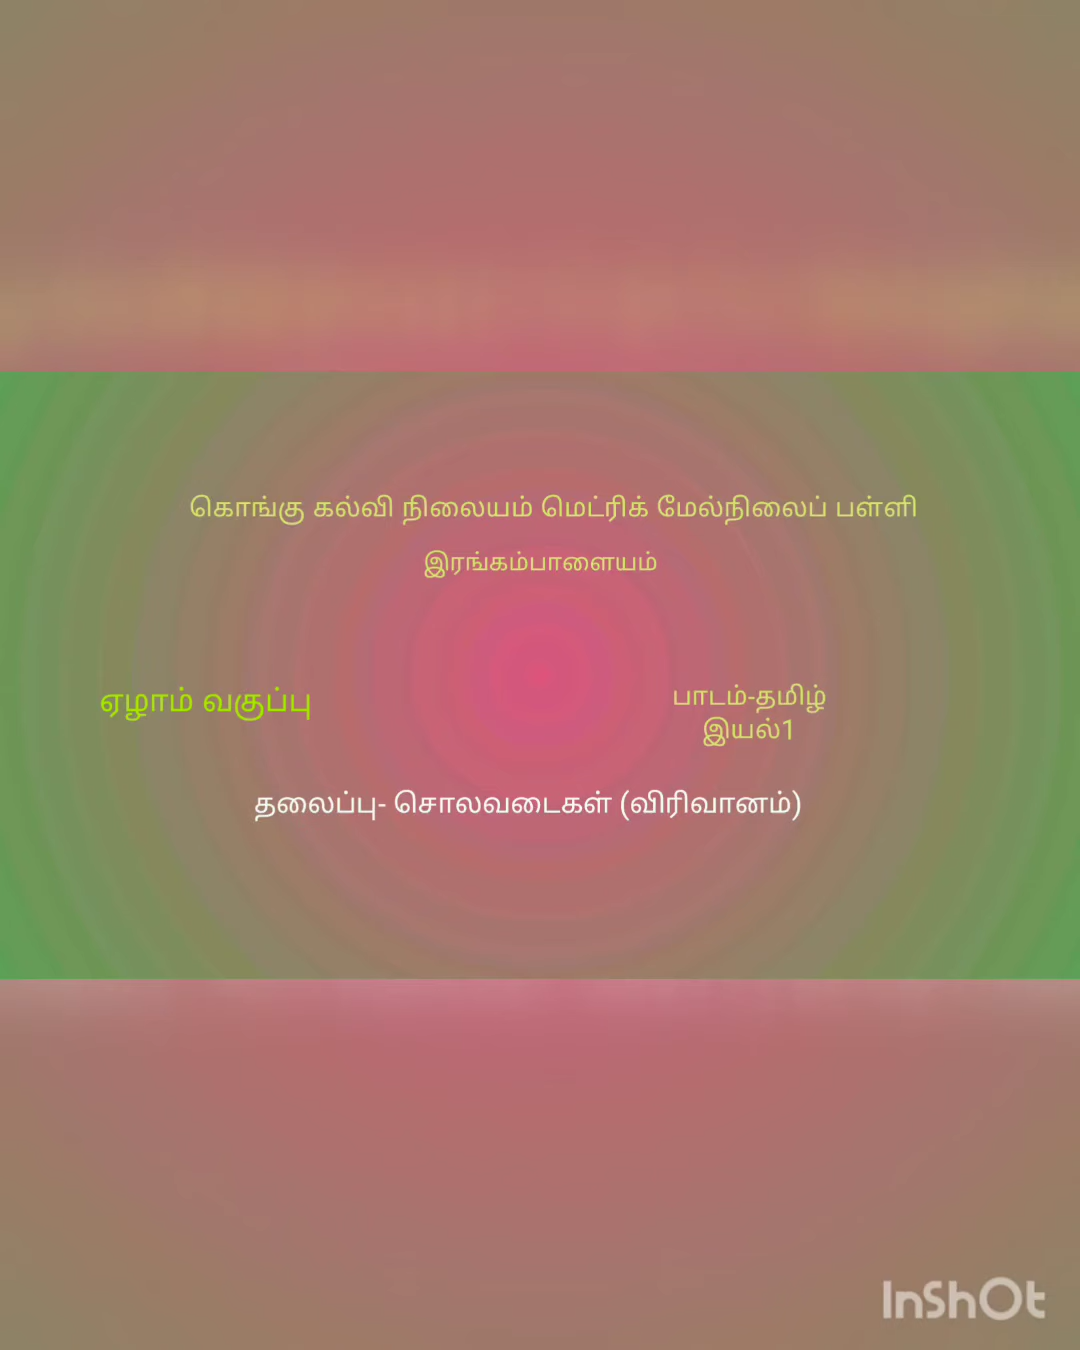 கொங்கு கல்வி நிலையம் மெட்ரிக் மேல்நிலைப் பள்ளி
இரங்கம்பாளையம்
ஏழாம் வகுப்பு
பாடம்-தமிழ்
இயல்1
தலைப்பு- சொலவடைகள் (விரிவானம்)
InShOt